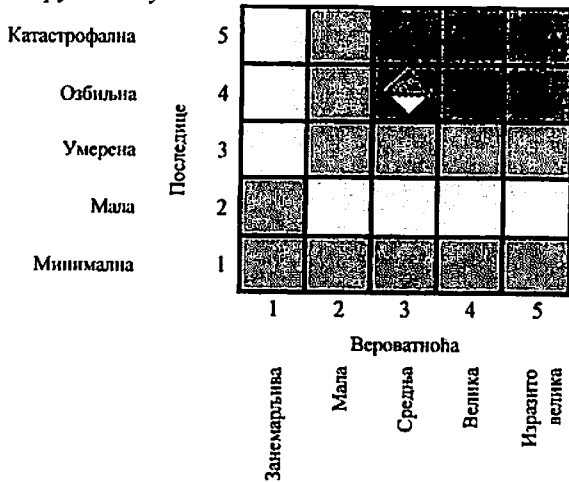 Катастрофална 5
Озбиљна 4
Умерена 3
Мала 2
Минимална 1
Последице
1 2 3 4 5
Вероватноћа
Занемарљива
Мала
Средња
Велика
Изразито
велика